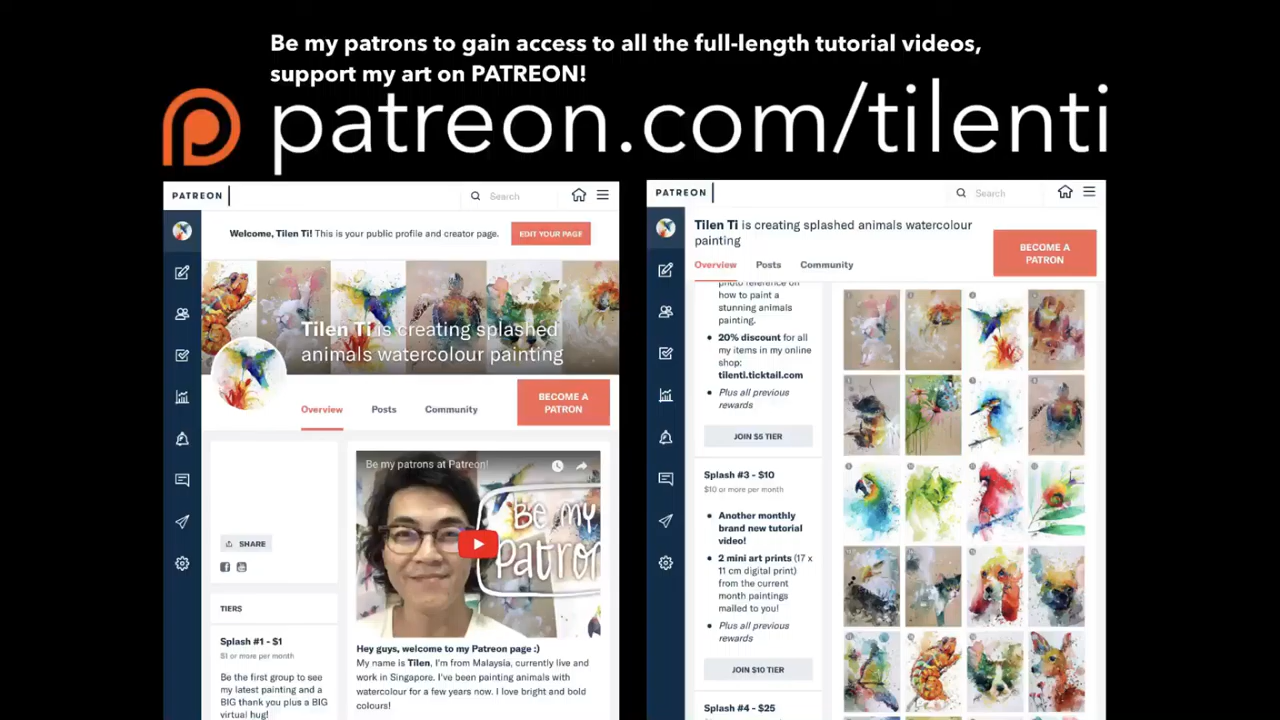 Be my patrons to gain access to all the full-length tutorial videos,
support my art on PATREON!
patreon.com/tilenti
PATREON
Search
Welcome, Tilen Ti! This is your public profile and creator page.
EDIT YOUR PAGE
Tilen Ti is creating splashed
animals watercolour painting
Overview
Posts
Community
BECOME A
PATRON
SHARE
TIERS
Splash #1 - $1
$1 or more per month
Be the first group to see
my latest painting and a
BIG thank you plus a BIG
virtual hug!
Be my patrons at Patreon!
Be my
Patron
Hey guys, welcome to my Patreon page :)
My name is Tilen, I'm from Malaysia, currently live and
work in Singapore. I've been painting animals with
watercolour for a few years now. I love bright and bold
colours!
PATREON
Search
Tilen Ti is creating splashed animals watercolour
painting
BECOME A
PATRON
Overview
Posts
Community
photo reference on
how to paint a
stunning animals
painting.
20% discount for all
my items in my online
shop:
tilenti.ticktail.com
Plus all previous
rewards
JOIN $5 TIER
Splash #3 - $10
$10 or more per month
Another monthly
brand new tutorial
video!
2 mini art prints (17 x
11 cm digital print)
from the current
month paintings
mailed to you!
Plus all previous
rewards
JOIN $10 TIER
Splash #4 - $25